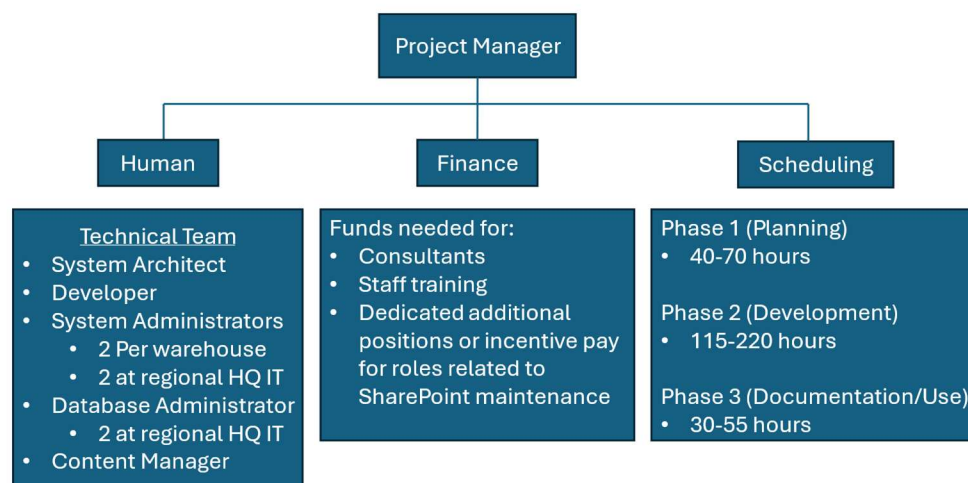 Project Manager
Human
Finance
Scheduling
Technical Team
• System Architect
• Developer
• System Administrators
• 2 Per warehouse
• 2 at regional HQ IT
• Database Administrator
• 2 at regional HQ IT
• Content Manager
Funds needed for:
• Consultants
• Staff training
• Dedicated additional
positions or incentive pay
for roles related to
SharePoint maintenance
Phase 1 (Planning)
• 40-70 hours
Phase 2 (Development)
• 115-220 hours
Phase 3 (Documentation/Use)
• 30-55 hours